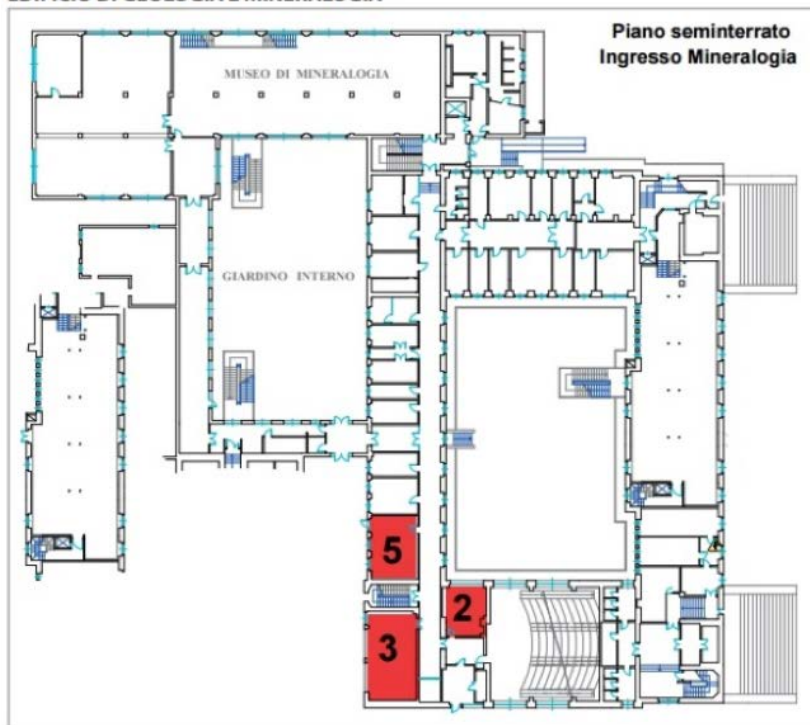 Piano seminterrato
Ingresso Mineralogia
MUSEO DI MINERALOGIA
GIARDINO INTERNO
5
2
3